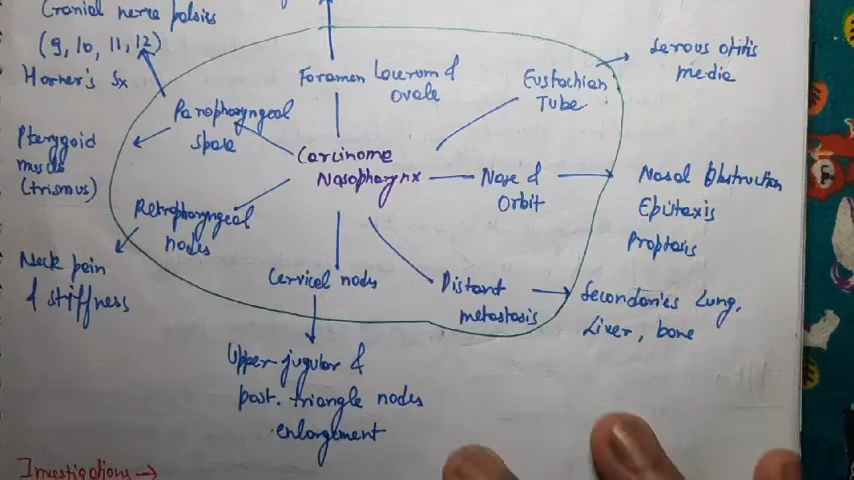 Cranial nerve palsies
(9, 10, 11, 12)
Horner's Sx
Foramen Lacerum &
Ovale
Eustachian
Tube
Serous otitis
media
Parapharyngeal
Space
Pterygoid
muscle
(trismus)
Carcinoma
Nasopharynx
Nose &
Orbit
Nasal Obstruction
Epistaxis
Proptosis
Retropharyngeal
nodes
Neck pain
& stiffness
Cervical nodes
Distant
metastasis
Secondaries Lung,
Liver, bone
Upper jugular &
post. triangle nodes
enlargement
Investigations →